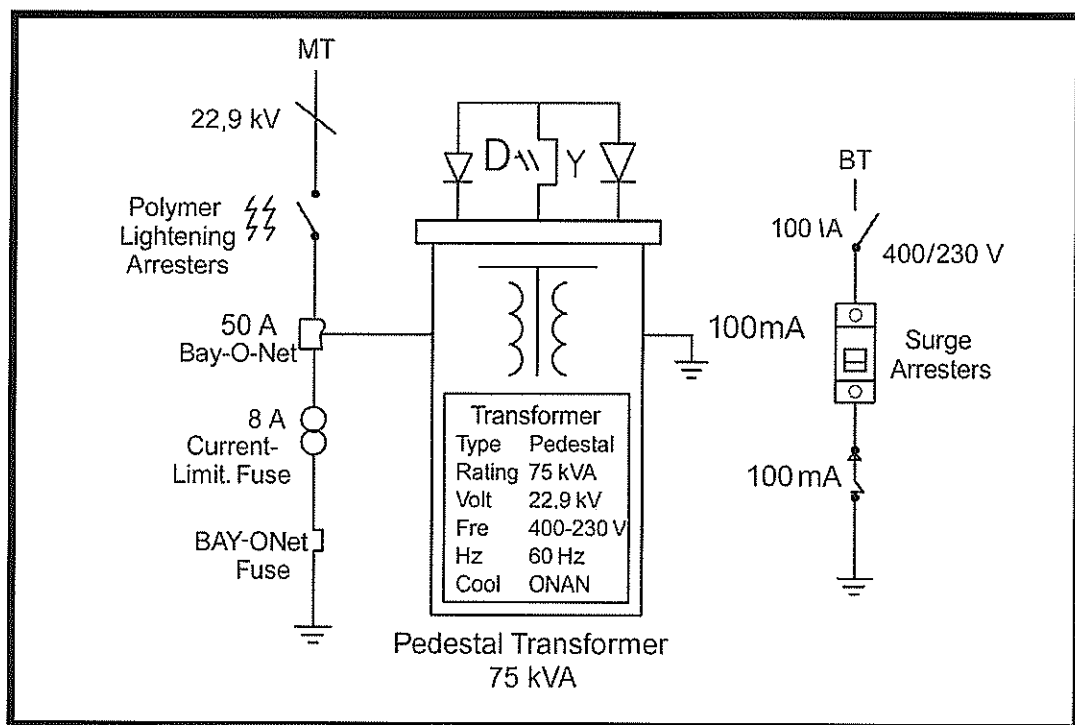 MT
22,9 kV
Polymer
Lightening
Arresters
50 A
Bay-O-Net
8 A
Current-
Limit. Fuse
BAY-ONet
Fuse
D Y
100mA
Transformer
Type Pedestal
Rating 75 kVA
Volt 22,9 kV
Fre 400-230 V
Hz 60 Hz
Cool ONAN
Pedestal Transformer
75 kVA
BT
100 \A
400/230 V
Surge
Arresters
100 mA